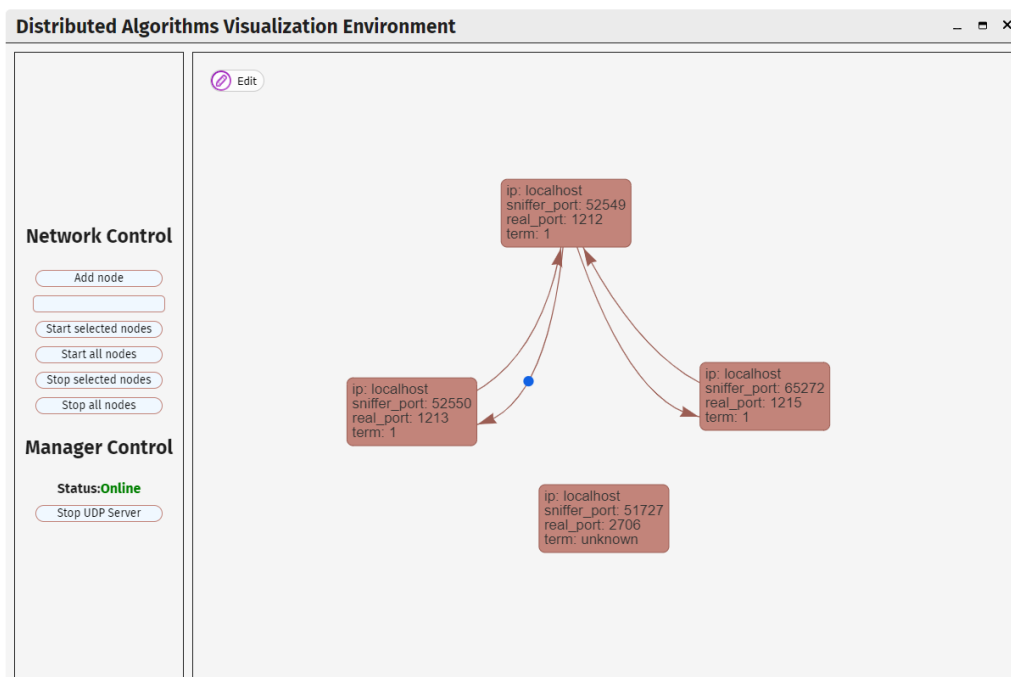 Distributed Algorithms Visualization Environment
Edit
Network Control
Add node
Start selected nodes
Start all nodes
Stop selected nodes
Stop all nodes
Manager Control
Status:Online
Stop UDP Server
ip: localhost
sniffer_port: 52549
real_port: 1212
term: 1
ip: localhost
sniffer_port: 52550
real_port: 1213
term: 1
ip: localhost
sniffer_port: 65272
real_port: 1215
term: 1
ip: localhost
sniffer_port: 51727
real_port: 2706
term: unknown